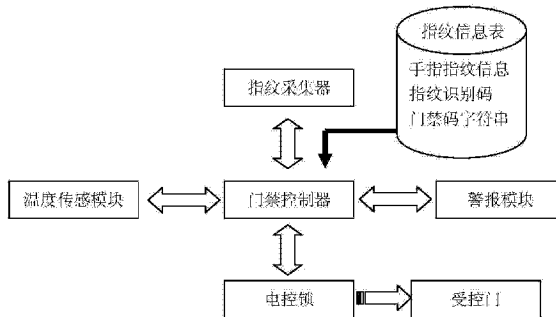 指纹信息表
手指指纹信息
指纹识别码
门禁码字符串
指纹采集器
温度传感模块
门禁控制器
警报模块
电控锁
受控门